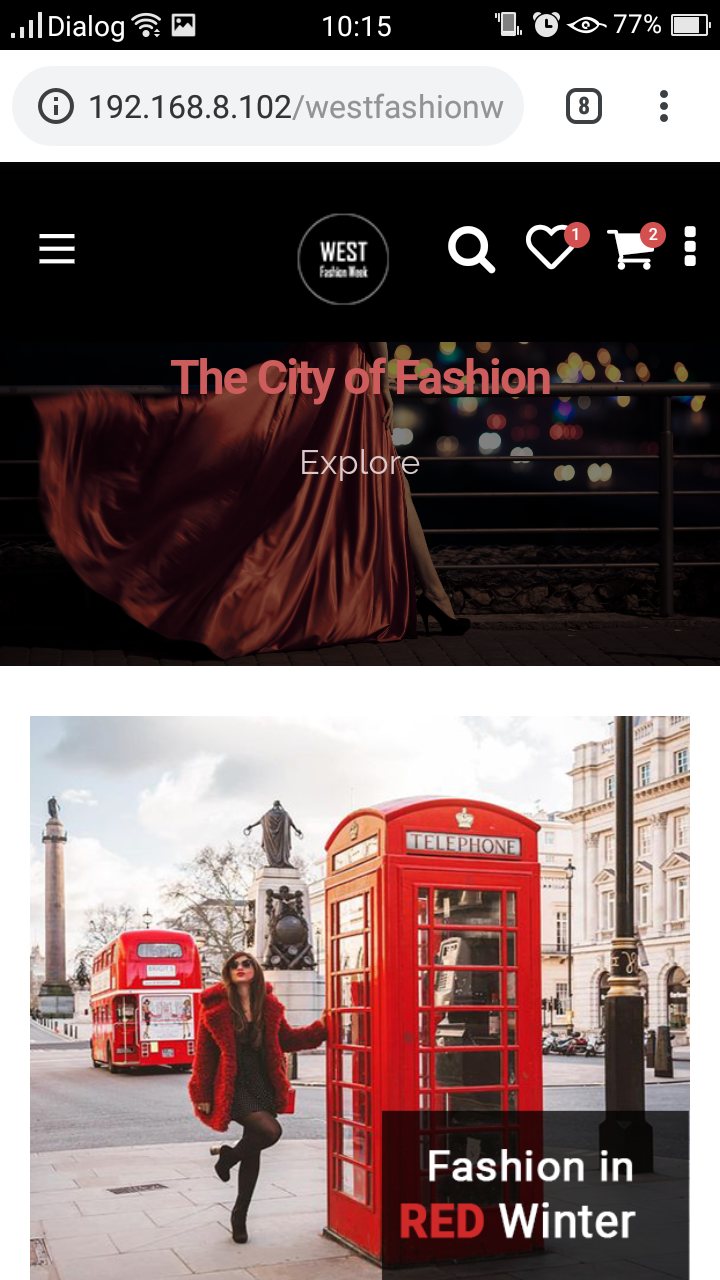 Dialog 10:15 77%
192.168.8.102/westfashionw 8
WEST
Fashion Week
1 2
The City of Fashion
Explore
TELEPHONE
Fashion in
RED Winter